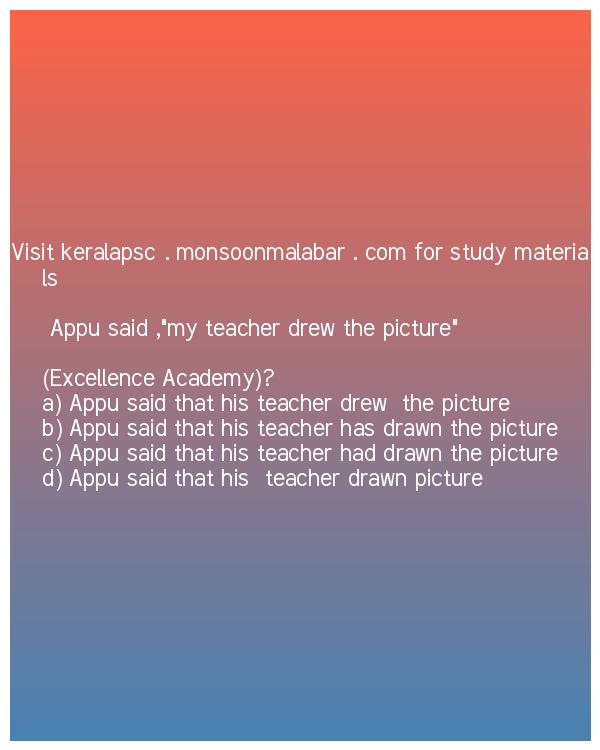 Visit keralapsc . monsoonmalabar . com for study materia
ls
Appu said ,"my teacher drew the picture"
(Excellence Academy)?
a) Appu said that his teacher drew  the picture
b) Appu said that his teacher has drawn the picture
c) Appu said that his teacher had drawn the picture
d) Appu said that his  teacher drawn picture